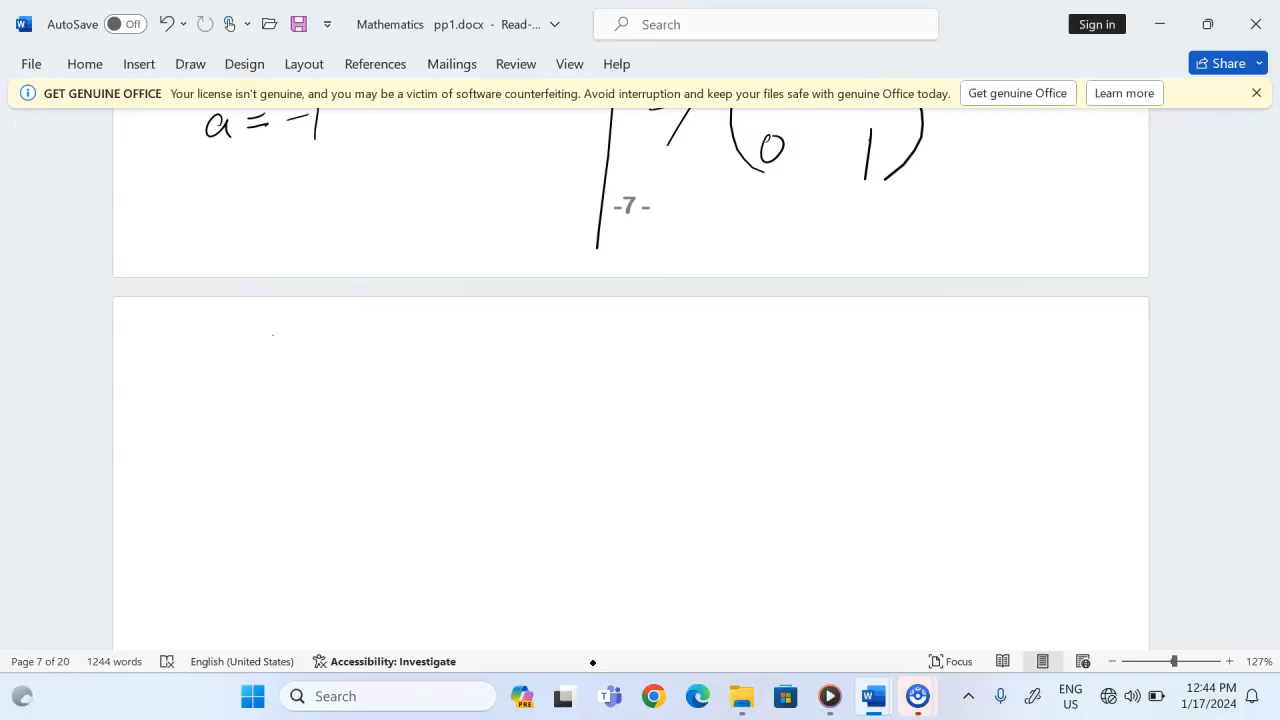 AutoSave Off Mathematics pp1.docx - Read-... Search Sign in
File Home Insert Draw Design Layout References Mailings Review View Help Share
GET GENUINE OFFICE Your license isn't genuine, and you may be a victim of software counterfeiting. Avoid interruption and keep your files safe with genuine Office today. Get genuine Office Learn more
a = -1
0 1
-7-
Page 7 of 20 1244 words English (United States) Accessibility: Investigate Focus 127%
Search PRE ENG US 12:44 PM 1/17/2024